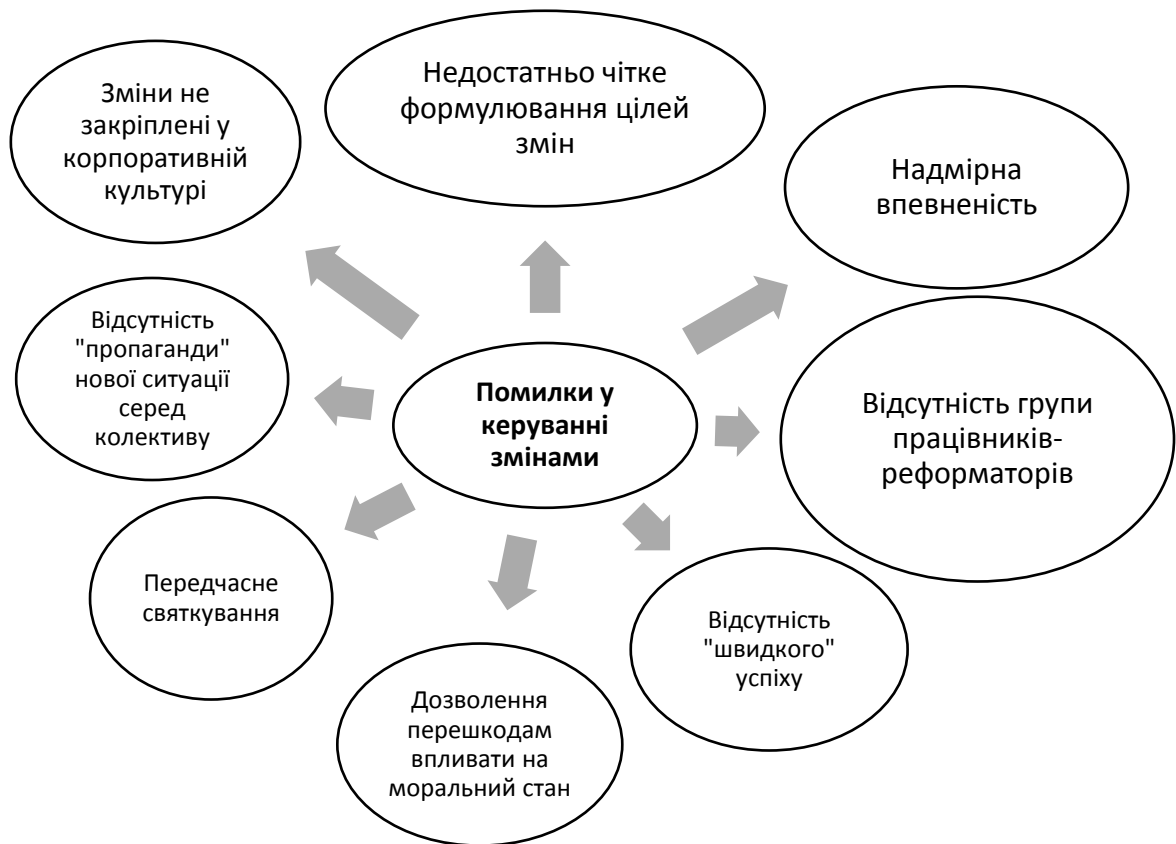 Недостатньо чітке
формулювання цілей
змін
Надмірна
впевненість
Відсутність групи
працівників-
реформаторів
Відсутність
"швидкого"
успіху
Дозволення
перешкодам
впливати на
моральний стан
Передчасне
святкування
Відсутність
"пропаганди"
нової ситуації
серед
колективу
Зміни не
закріплені у
корпоративній
культурі
Помилки у
керуванні
змінами